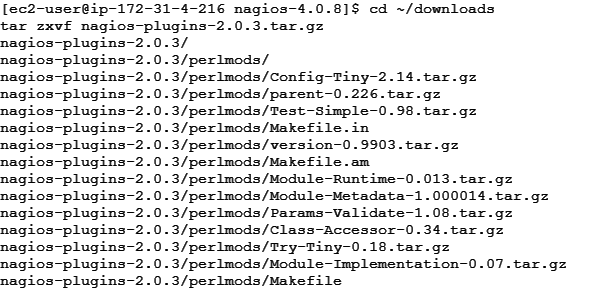 [ec2-user@ip-172-31-4-216 nagios-4.0.8]$ cd ~/downloads
tar zxvf nagios-plugins-2.0.3.tar.gz
nagios-plugins-2.0.3/
nagios-plugins-2.0.3/perlmods/
nagios-plugins-2.0.3/perlmods/Config-Tiny-2.14.tar.gz
nagios-plugins-2.0.3/perlmods/parent-0.226.tar.gz
nagios-plugins-2.0.3/perlmods/Test-Simple-0.98.tar.gz
nagios-plugins-2.0.3/perlmods/Makefile.in
nagios-plugins-2.0.3/perlmods/version-0.9903.tar.gz
nagios-plugins-2.0.3/perlmods/Makefile.am
nagios-plugins-2.0.3/perlmods/Module-Runtime-0.013.tar.gz
nagios-plugins-2.0.3/perlmods/Module-Metadata-1.000014.tar.gz
nagios-plugins-2.0.3/perlmods/Params-Validate-1.08.tar.gz
nagios-plugins-2.0.3/perlmods/Class-Accessor-0.34.tar.gz
nagios-plugins-2.0.3/perlmods/Try-Tiny-0.18.tar.gz
nagios-plugins-2.0.3/perlmods/Module-Implementation-0.07.tar.gz
nagios-plugins-2.0.3/perlmods/Makefile